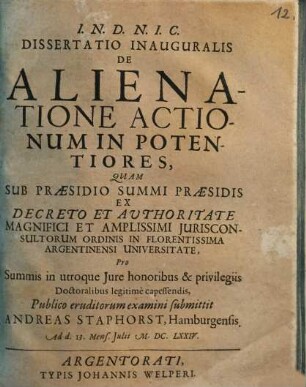 12.
I. N. D. N. I. C.
DISSERTATIO INAUGURALIS
DE
ALIENA-
TIONE ACTIO-
NUM IN POTEN-
TIORES,
QUAM
SUB PRÆSIDIO SUMMI PRÆSIDIS
EX
DECRETO ET AUTHORITATE
MAGNIFICI ET AMPLISSIMI JURISCON-
SULTORUM ORDINIS IN FLORENTISSIMA
ARGENTINENSI UNIVERSITATE,
Pro
Summis in utroque Jure honoribus & privilegiis
Doctoralibus legitimè capessendis,
Publico eruditorum examini submittit
ANDREAS STAPHORST, Hamburgensis,
Ad d. 13. Mens. Julii M. DC. LXXIV.
ARGENTORATI,
TYPIS JOHANNIS WELPERI.